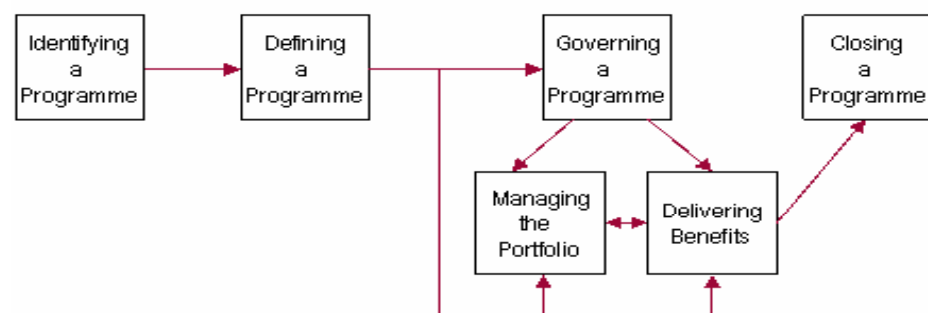 Identifying
a
Programme
Defining
a
Programme
Governing
a
Programme
Closing
a
Programme
Managing
the
Portfolio
Delivering
Benefits